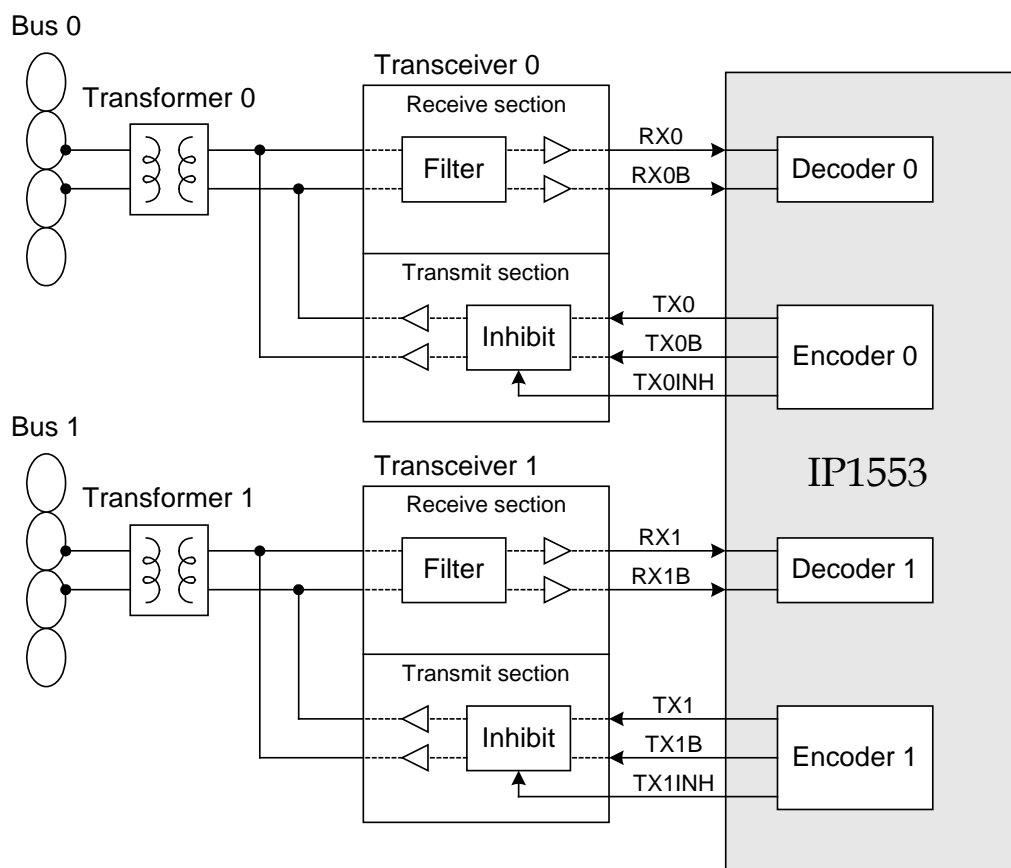 Bus 0
Transformer 0
Transceiver 0
Receive section
Filter
RX0
RX0B
Decoder 0
Transmit section
Inhibit
TX0
TX0B
TX0INH
Encoder 0
IP1553
Bus 1
Transformer 1
Transceiver 1
Receive section
Filter
RX1
RX1B
Decoder 1
Transmit section
Inhibit
TX1
TX1B
TX1INH
Encoder 1